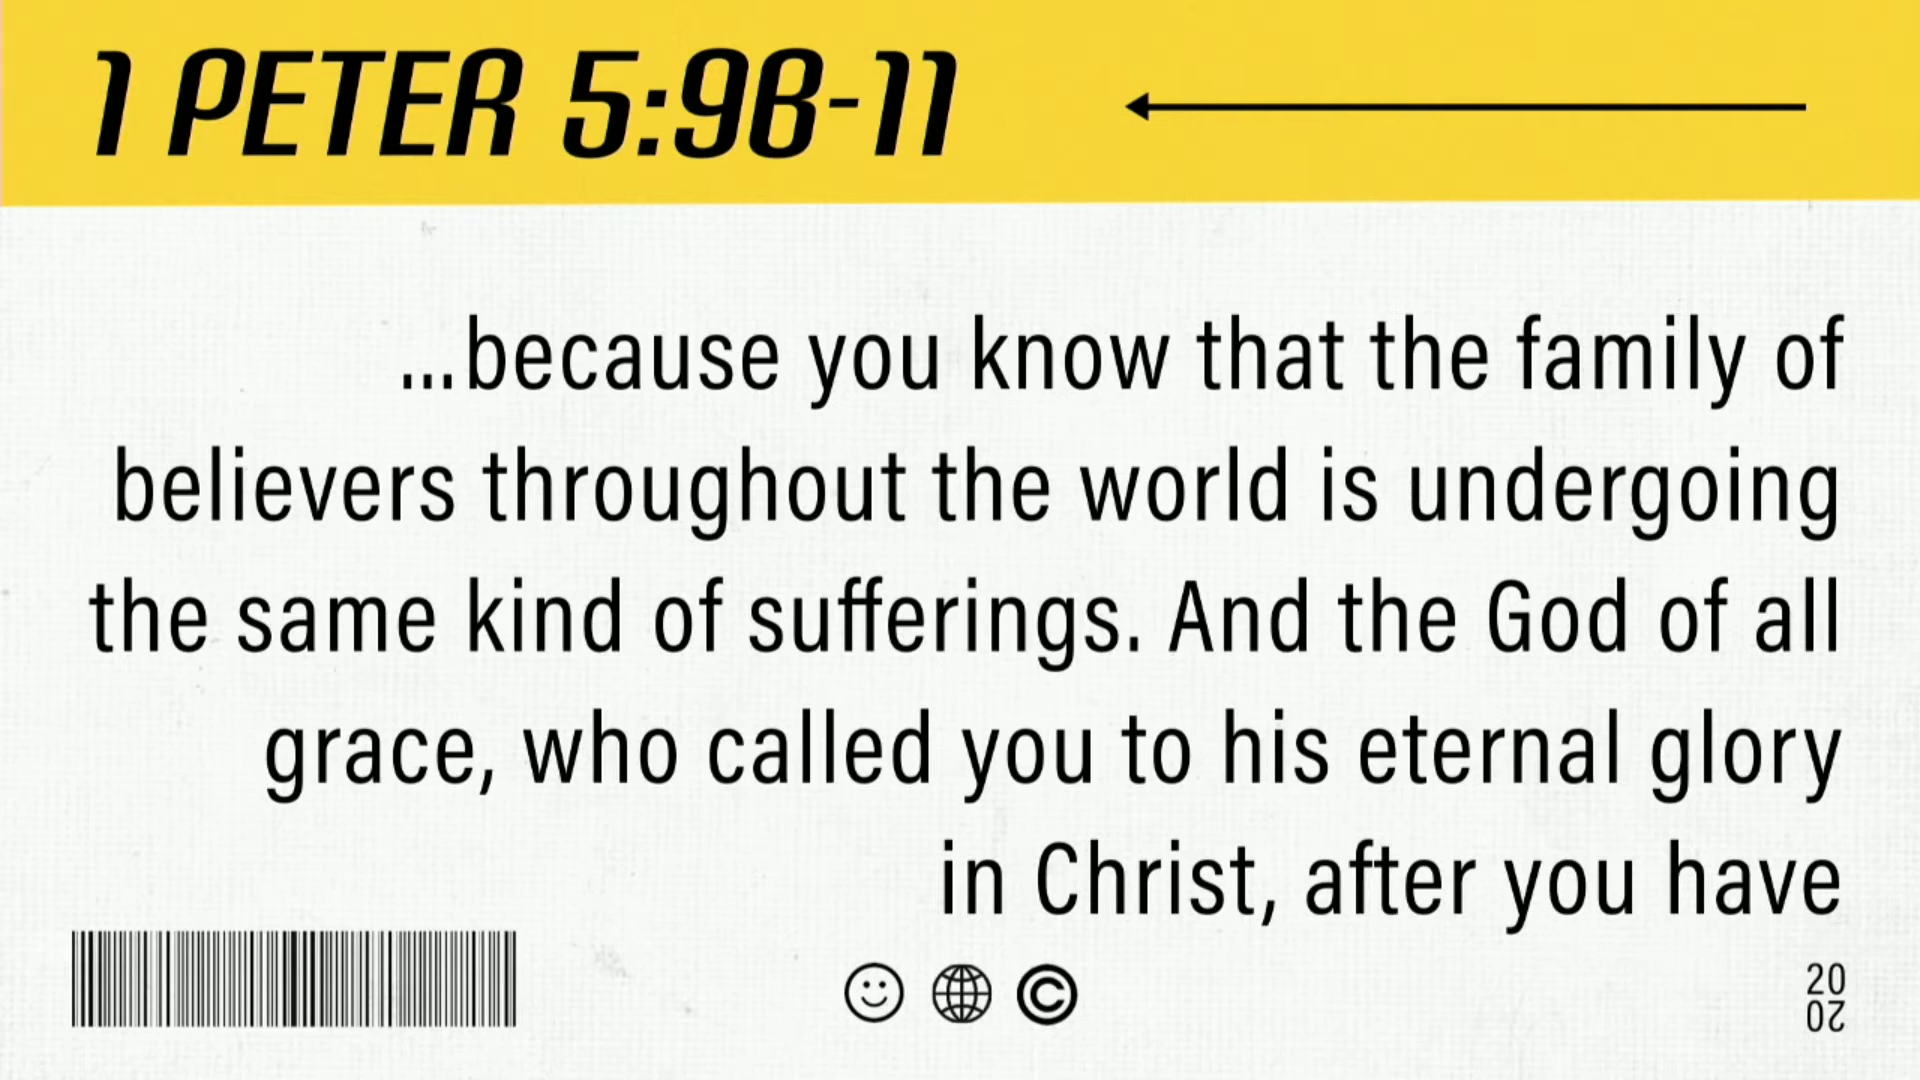 1 PETER 5:9B-11
...because you know that the family of
believers throughout the world is undergoing
the same kind of sufferings. And the God of all
grace, who called you to his eternal glory
in Christ, after you have
©
20
20